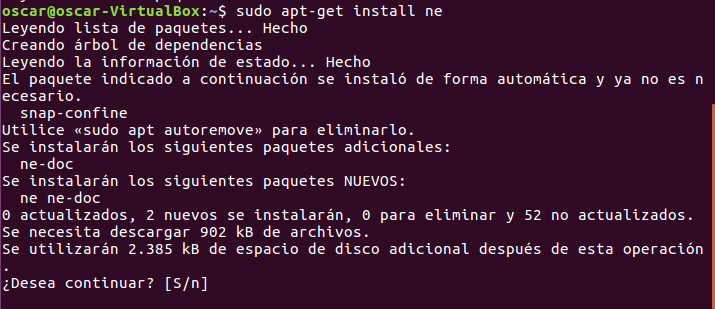 oscar@oscar-VirtualBox:~$ sudo apt-get install ne
Leyendo lista de paquetes... Hecho
Creando árbol de dependencias
Leyendo la información de estado... Hecho
El paquete indicado a continuación se instaló de forma automática y ya no es n
ecesario.
  snap-confine
Utilice «sudo apt autoremove» para eliminarlo.
Se instalarán los siguientes paquetes adicionales:
  ne-doc
Se instalarán los siguientes paquetes NUEVOS:
  ne ne-doc
0 actualizados, 2 nuevos se instalarán, 0 para eliminar y 52 no actualizados.
Se necesita descargar 902 kB de archivos.
Se utilizarán 2.385 kB de espacio de disco adicional después de esta operación
.
¿Desea continuar? [S/n]